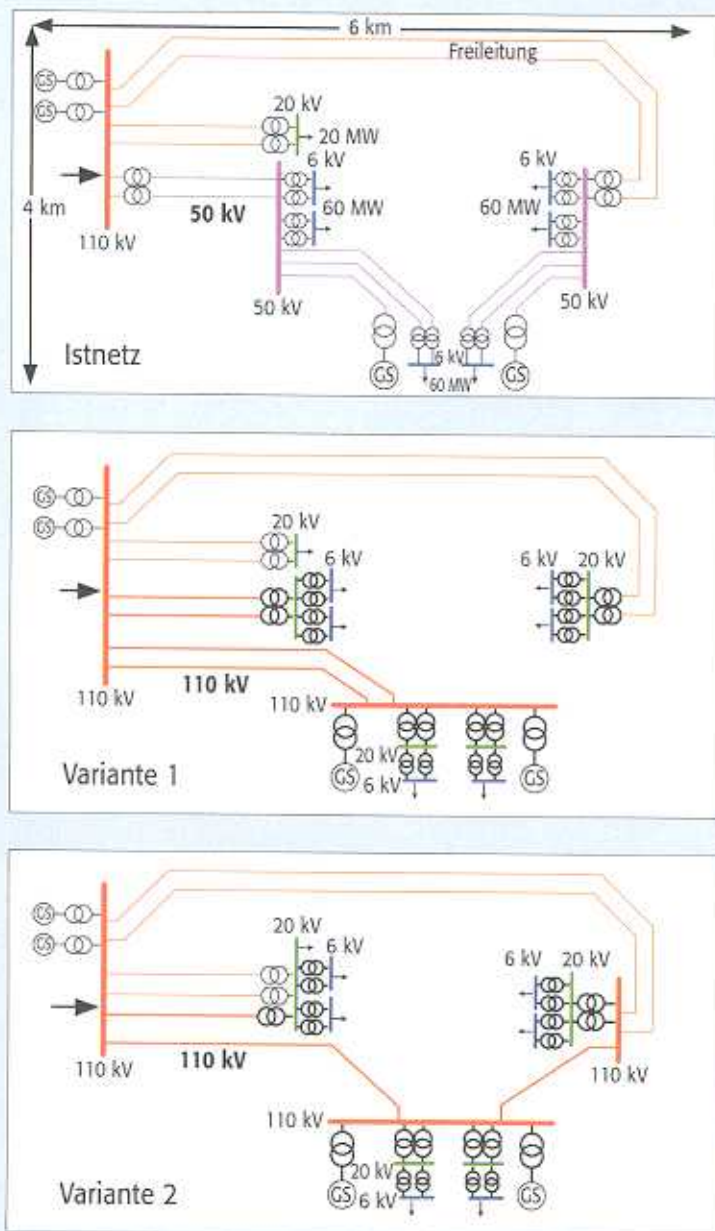 6 km
Freileitung
GS
GS
20 kV
20 MW
6 kV
6 kV
4 km
50 kV
60 MW
60 MW
110 kV
50 kV
50 kV
6 kV
60 MW
GS
GS
Istnetz
GS
GS
20 kV
6 kV
6 kV
20 kV
110 kV
110 kV
110 kV
20 kV
6 kV
GS
GS
Variante 1
GS
GS
20 kV
6 kV
6 kV
20 kV
110 kV
110 kV
110 kV
110 kV
20 kV
6 kV
GS
GS
Variante 2